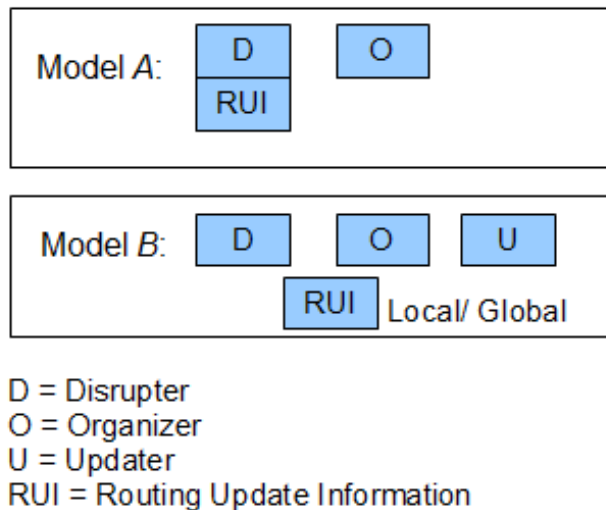 Model A: D O
RUI
Model B: D O U
RUI Local/ Global
D = Disrupter
O = Organizer
U = Updater
RUI = Routing Update Information